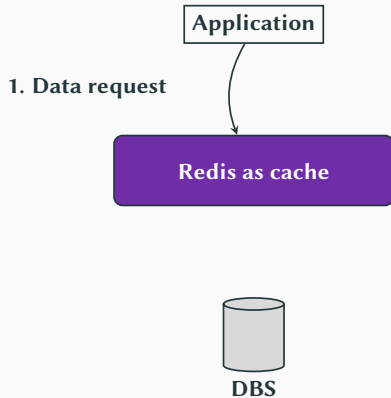 Application
1. Data request
Redis as cache
DBS